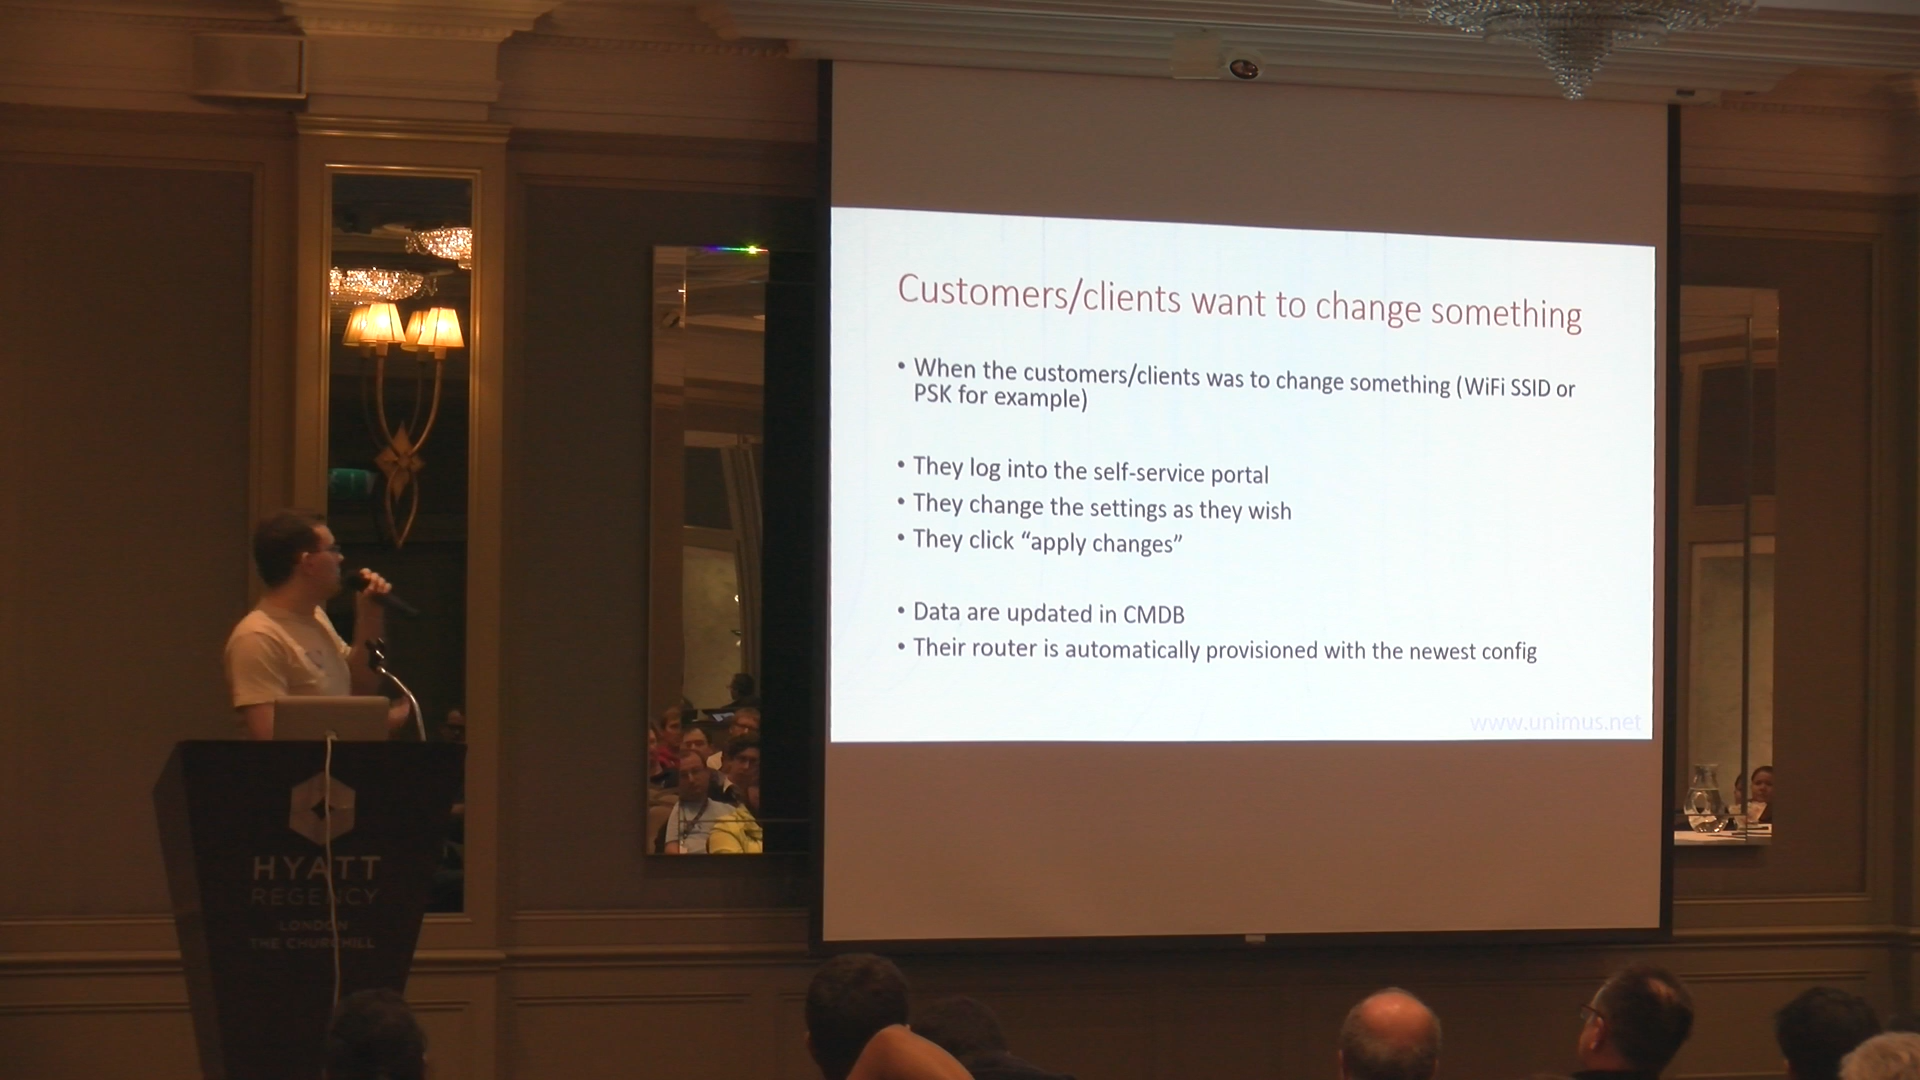 Customers/clients want to change something
• When the customers/clients was to change something (WiFi SSID or
PSK for example)
• They log into the self-service portal
• They change the settings as they wish
• They click “apply changes”
• Data are updated in CMDB
• Their router is automatically provisioned with the newest config
www.unimus.net
HYATT
REGENCY
LONDON
THE CHURCHILL